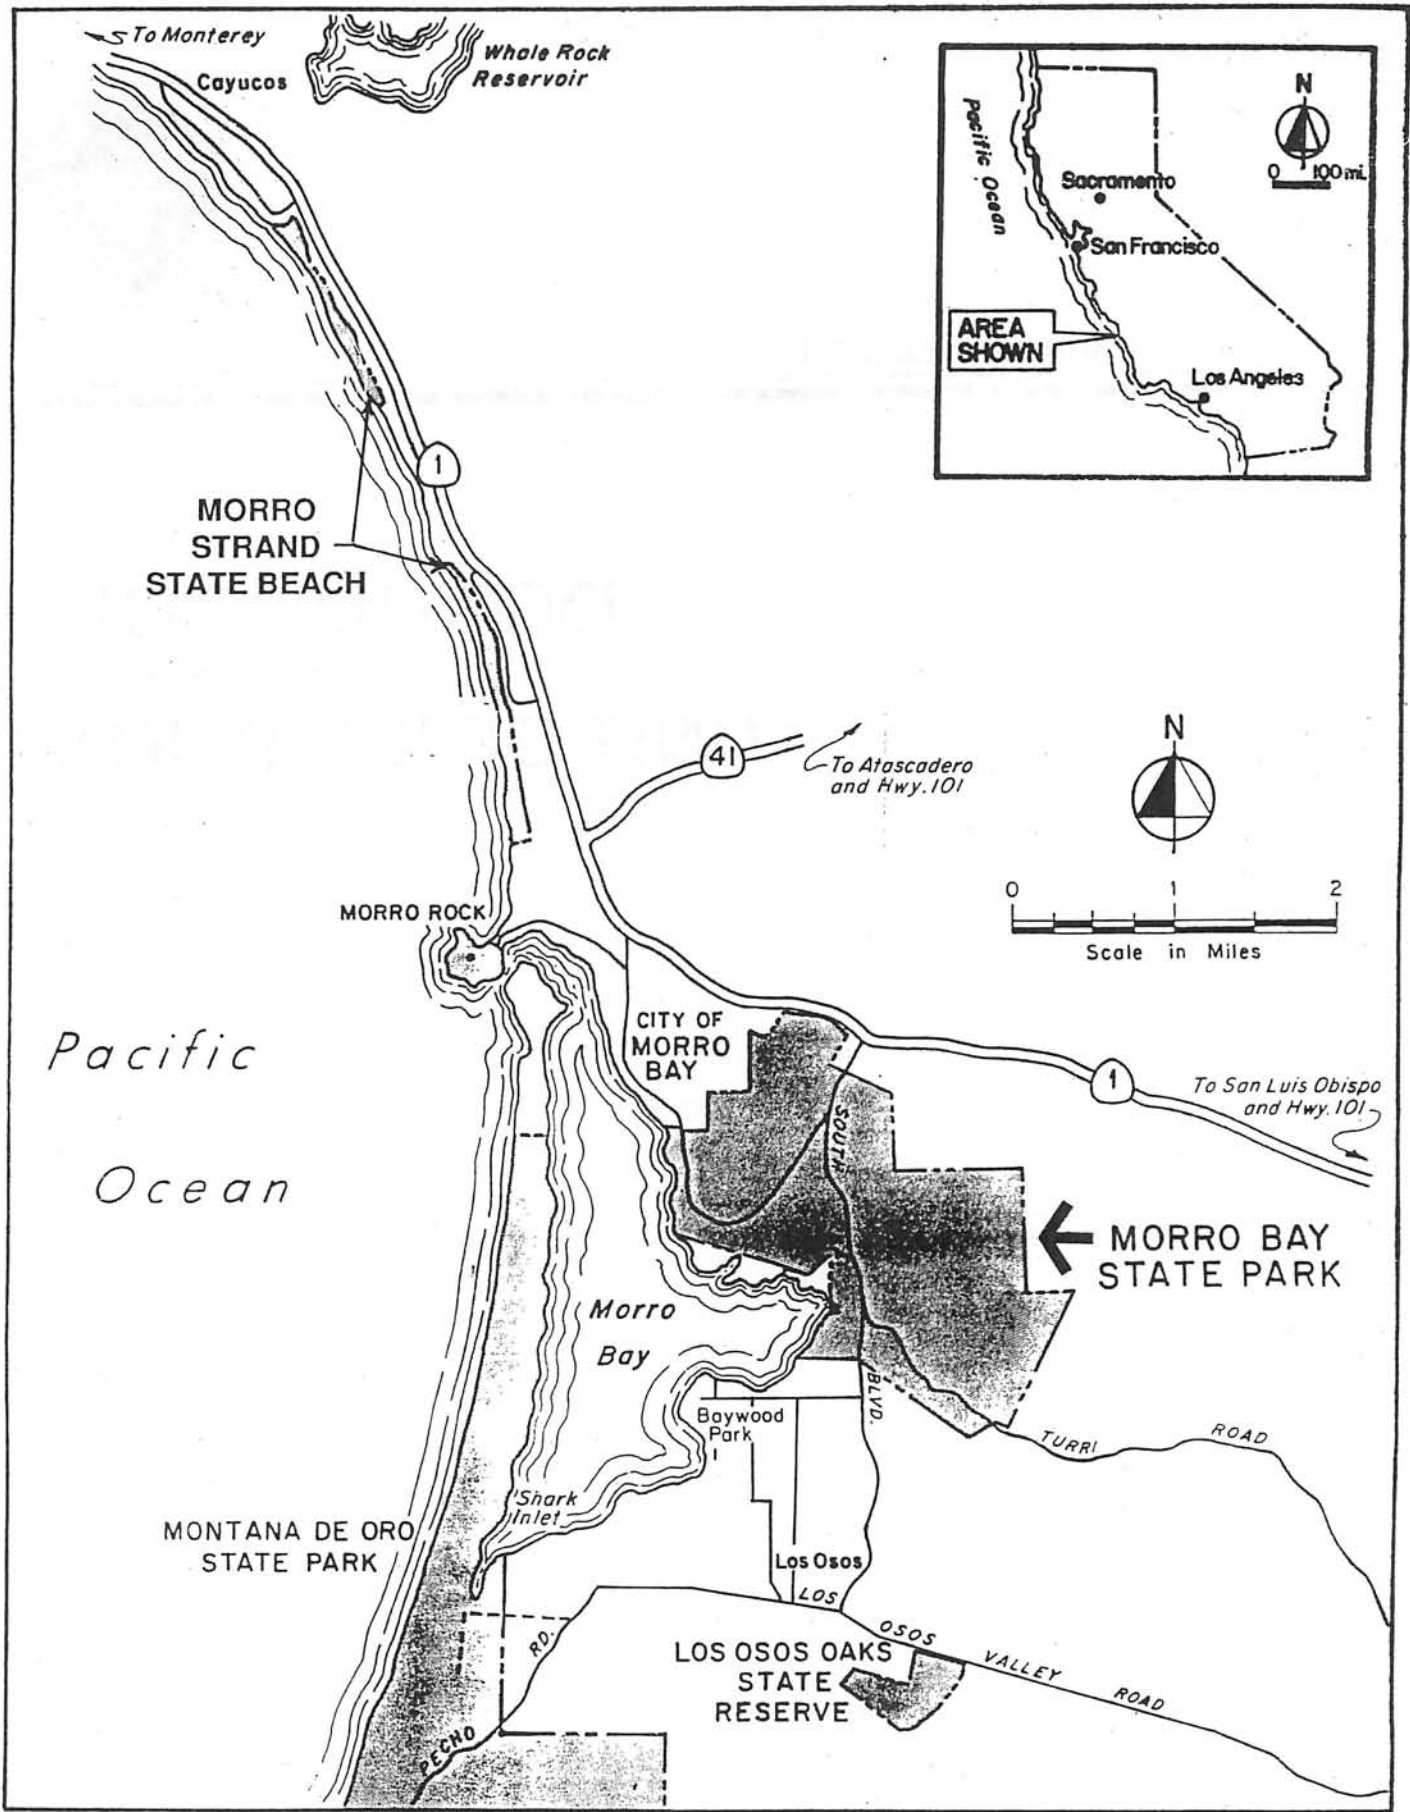 To Monterey
Cayucos
Whale Rock
Reservoir
Pacific Ocean
N
0 100 mi.
Sacramento
San Francisco
AREA
SHOWN
Los Angeles
1
MORRO
STRAND
STATE BEACH
41
To Atascadero
and Hwy. 101
N
0 1 2
Scale in Miles
MORRO ROCK
Pacific
Ocean
CITY OF
MORRO
BAY
1
To San Luis Obispo
and Hwy. 101
SOUTH
BLVD.
MORRO BAY
STATE PARK
Morro
Bay
Baywood
Park
TURRI ROAD
Shark
Inlet
MONTANA DE ORO
STATE PARK
Los Osos
LOS OSOS VALLEY ROAD
LOS OSOS OAKS
STATE
RESERVE
PECHO RD.